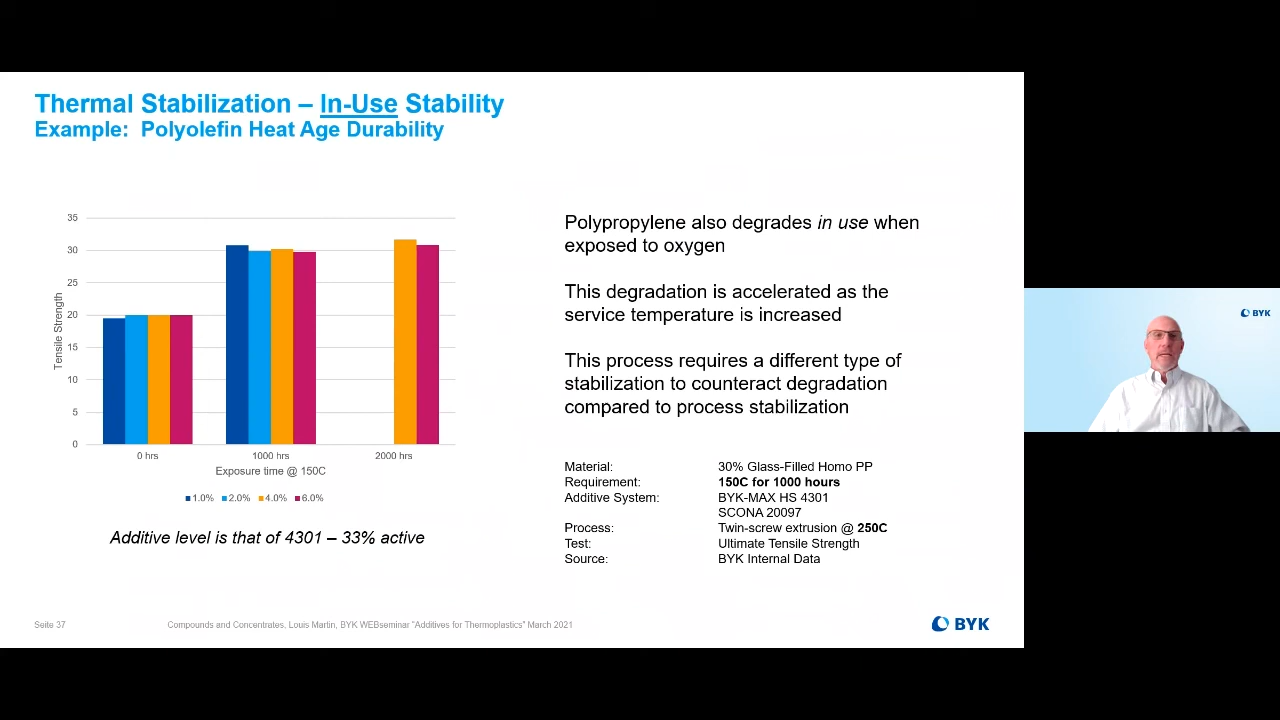 Thermal Stabilization – In-Use Stability
Example: Polyolefin Heat Age Durability
35
30
25
20
15
10
5
0
Tensile Strength
0 hrs
1000 hrs
2000 hrs
Exposure time @ 150C
1.0%
2.0%
4.0%
6.0%
Additive level is that of 4301 – 33% active
Polypropylene also degrades in use when
exposed to oxygen
This degradation is accelerated as the
service temperature is increased
This process requires a different type of
stabilization to counteract degradation
compared to process stabilization
Material: 30% Glass-Filled Homo PP
Requirement: 150C for 1000 hours
Additive System: BYK-MAX HS 4301
SCONA 20097
Process: Twin-screw extrusion @ 250C
Test: Ultimate Tensile Strength
Source: BYK Internal Data
Seite 37
Compounds and Concentrates. Louis Martin, BYK WEBseminar "Additives for Thermoplastics" March 2021
BYK
BYK